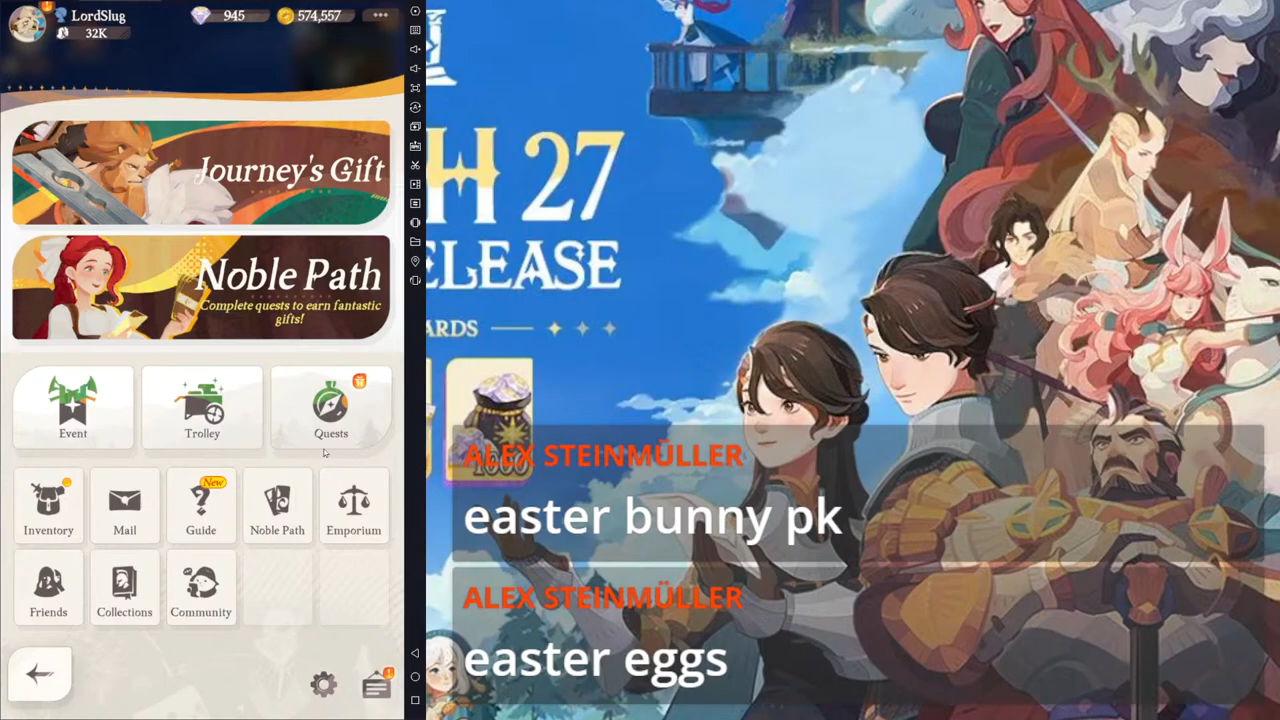 LordSlug
32K
945
574,557
Journey's Gift
Noble Path
Complete quests to earn fantastic
gifts!
Event
Trolley
Quests
Inventory
Mail
New
Guide
Noble Path
Emporium
Friends
Collections
Community
H 27
ELEASE
ARDS
1000
ALEX STEINMÜLLER
easter bunny pk
ALEX STEINMÜLLER
easter eggs